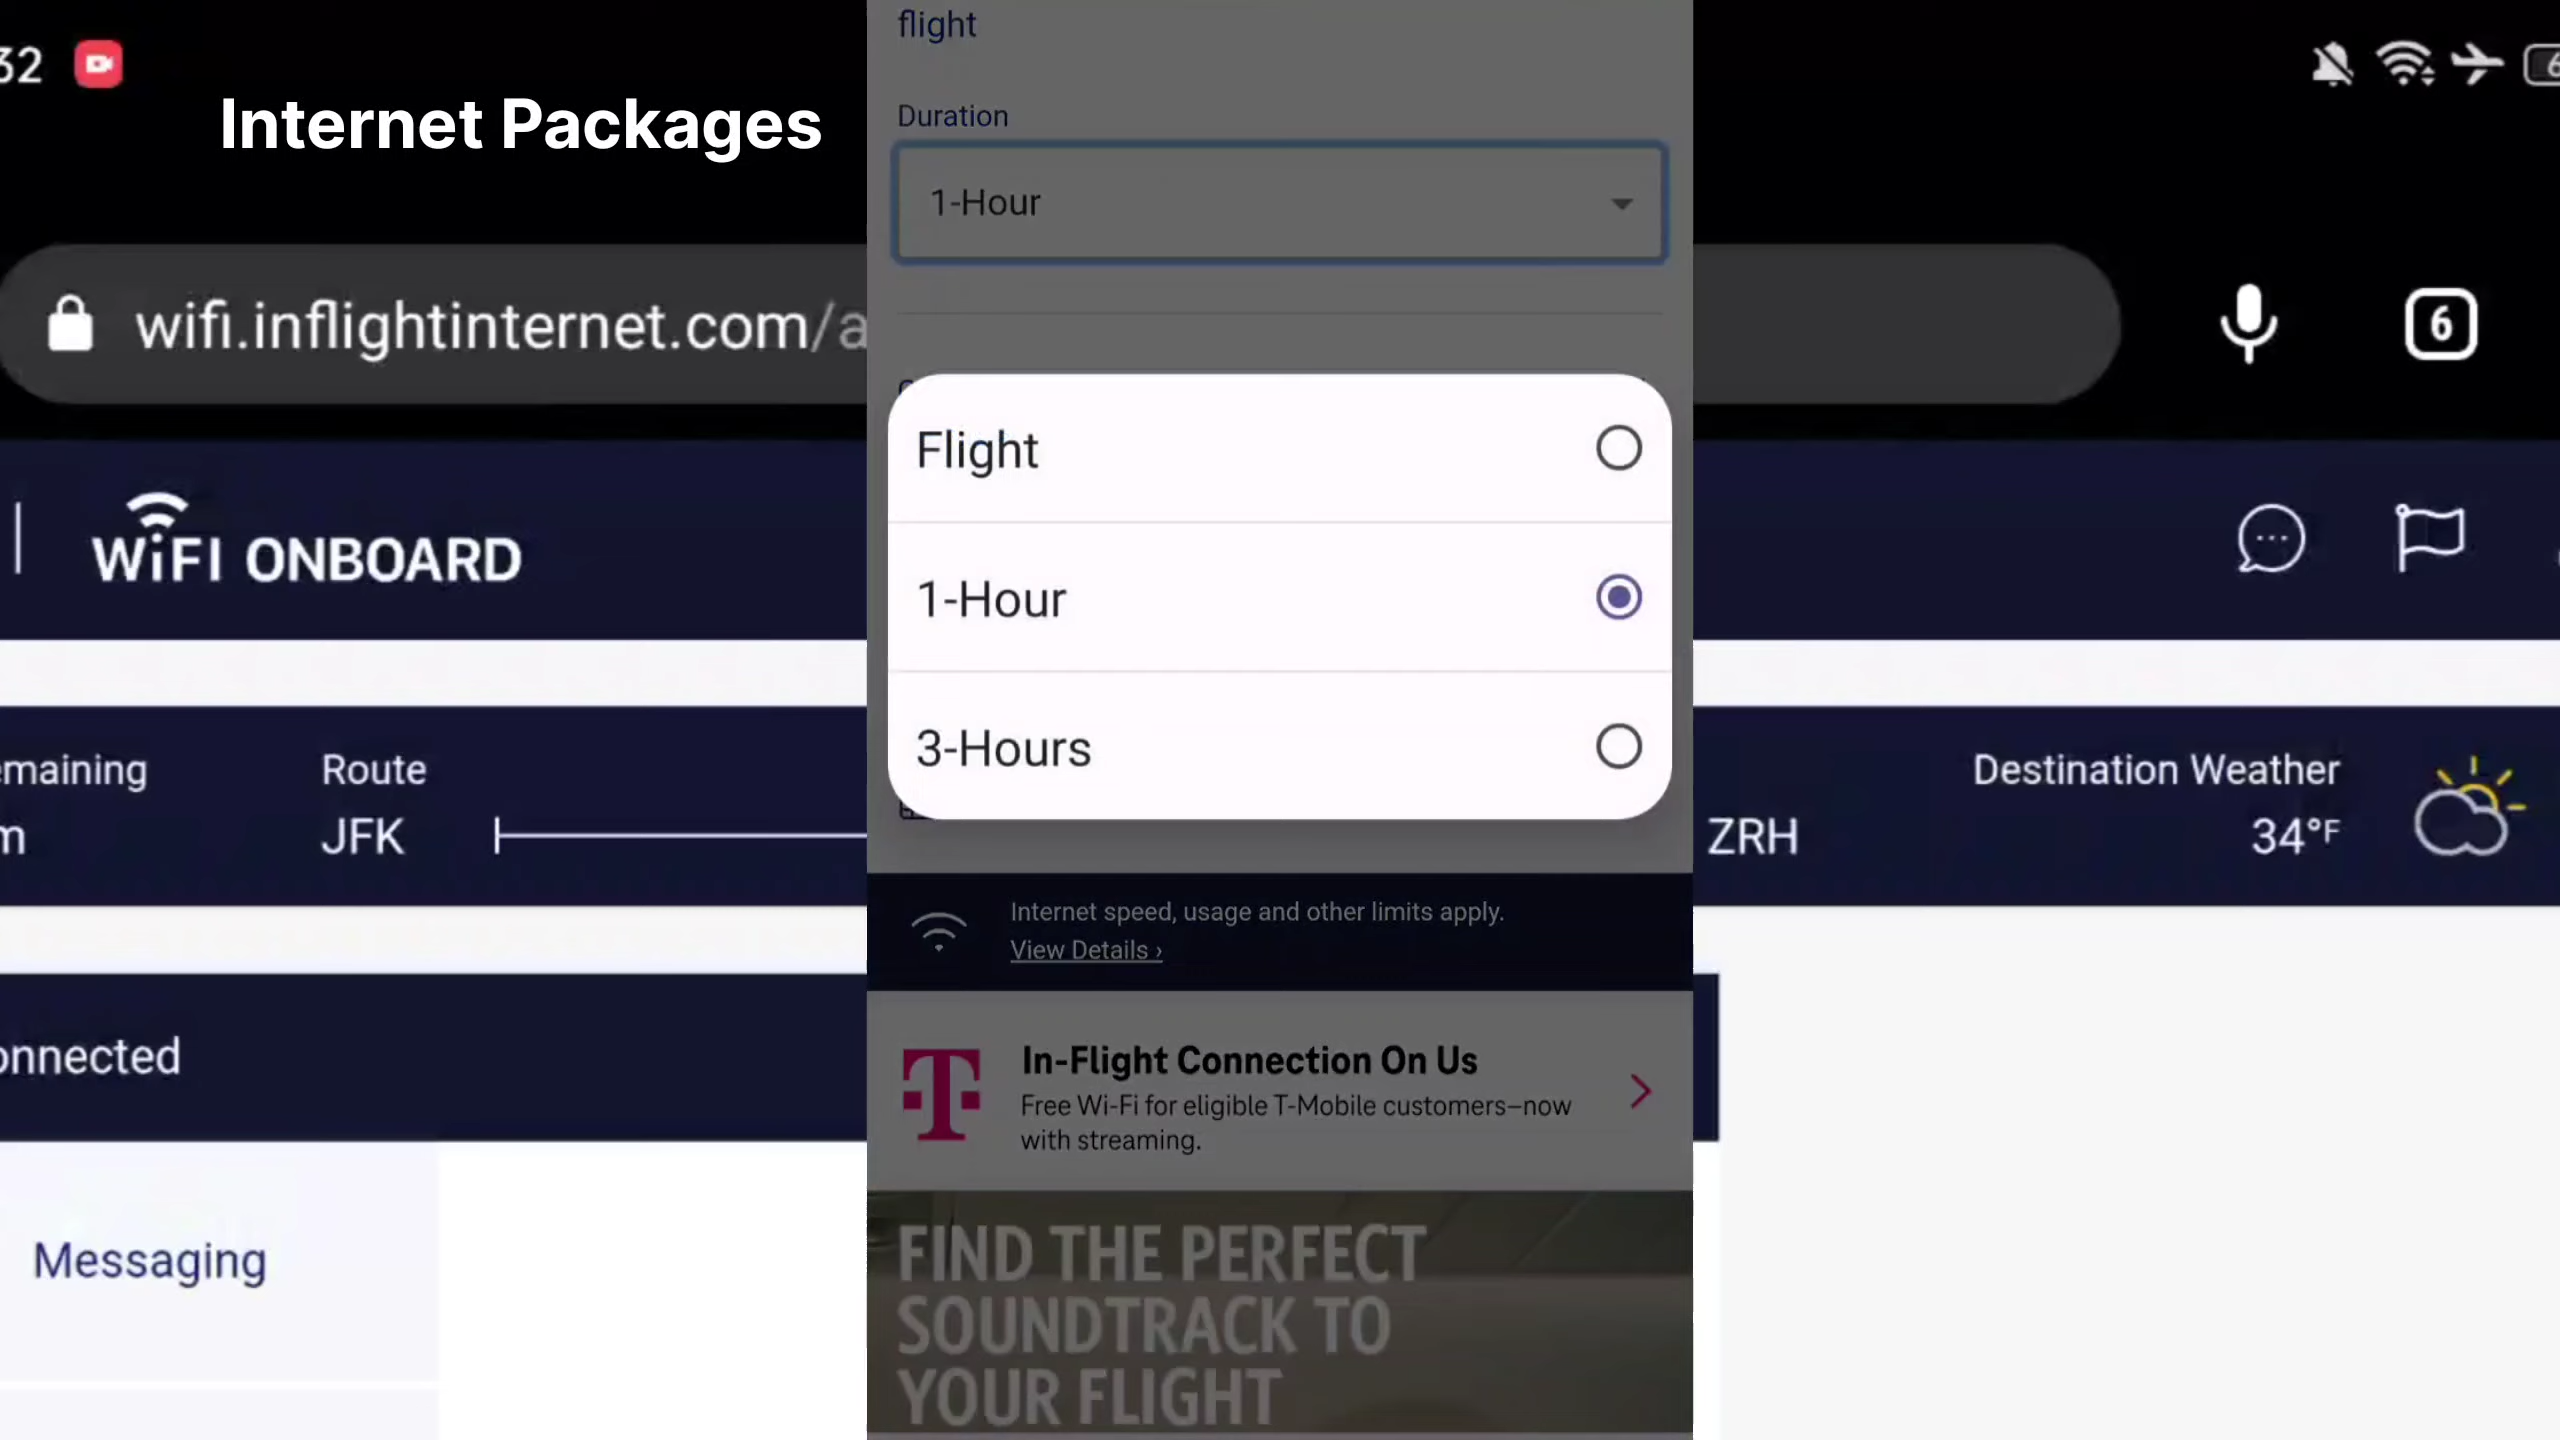 32
Internet Packages
wifi.inflightinternet.com/a
6
6
WiFI ONBOARD
emaining
m
Route
JFK
ZRH
Destination Weather
34°F
onnected
Messaging
flight
Duration
1-Hour
Flight
1-Hour
3-Hours
Internet speed, usage and other limits apply.
View Details ›
T
In-Flight Connection On Us
Free Wi-Fi for eligible T-Mobile customers–now
with streaming.
FIND THE PERFECT
SOUNDTRACK TO
YOUR FLIGHT